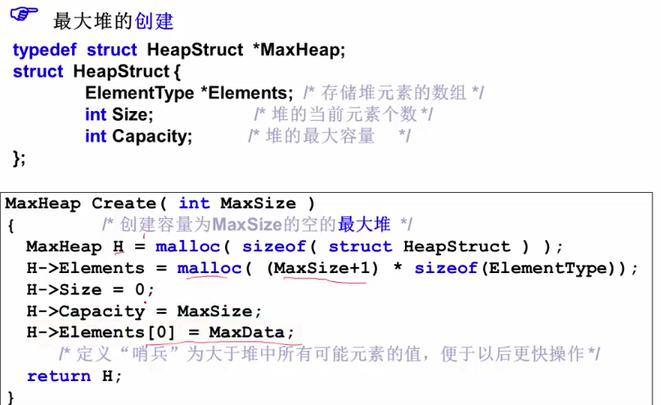 最大堆的创建
typedef struct HeapStruct *MaxHeap;
struct HeapStruct {
ElementType *Elements; /* 存储堆元素的数组 */
int Size; /* 堆的当前元素个数 */
int Capacity; /* 堆的最大容量 */
};
MaxHeap Create( int MaxSize )
{ /* 创建容量为MaxSize的空的最大堆 */
MaxHeap H = malloc( sizeof( struct HeapStruct ) );
H->Elements = malloc( (MaxSize+1) * sizeof(ElementType));
H->Size = 0;
H->Capacity = MaxSize;
H->Elements[0] = MaxData;
/* 定义“哨兵”为大于堆中所有可能元素的值，便于以后更快操作 */
return H;
}